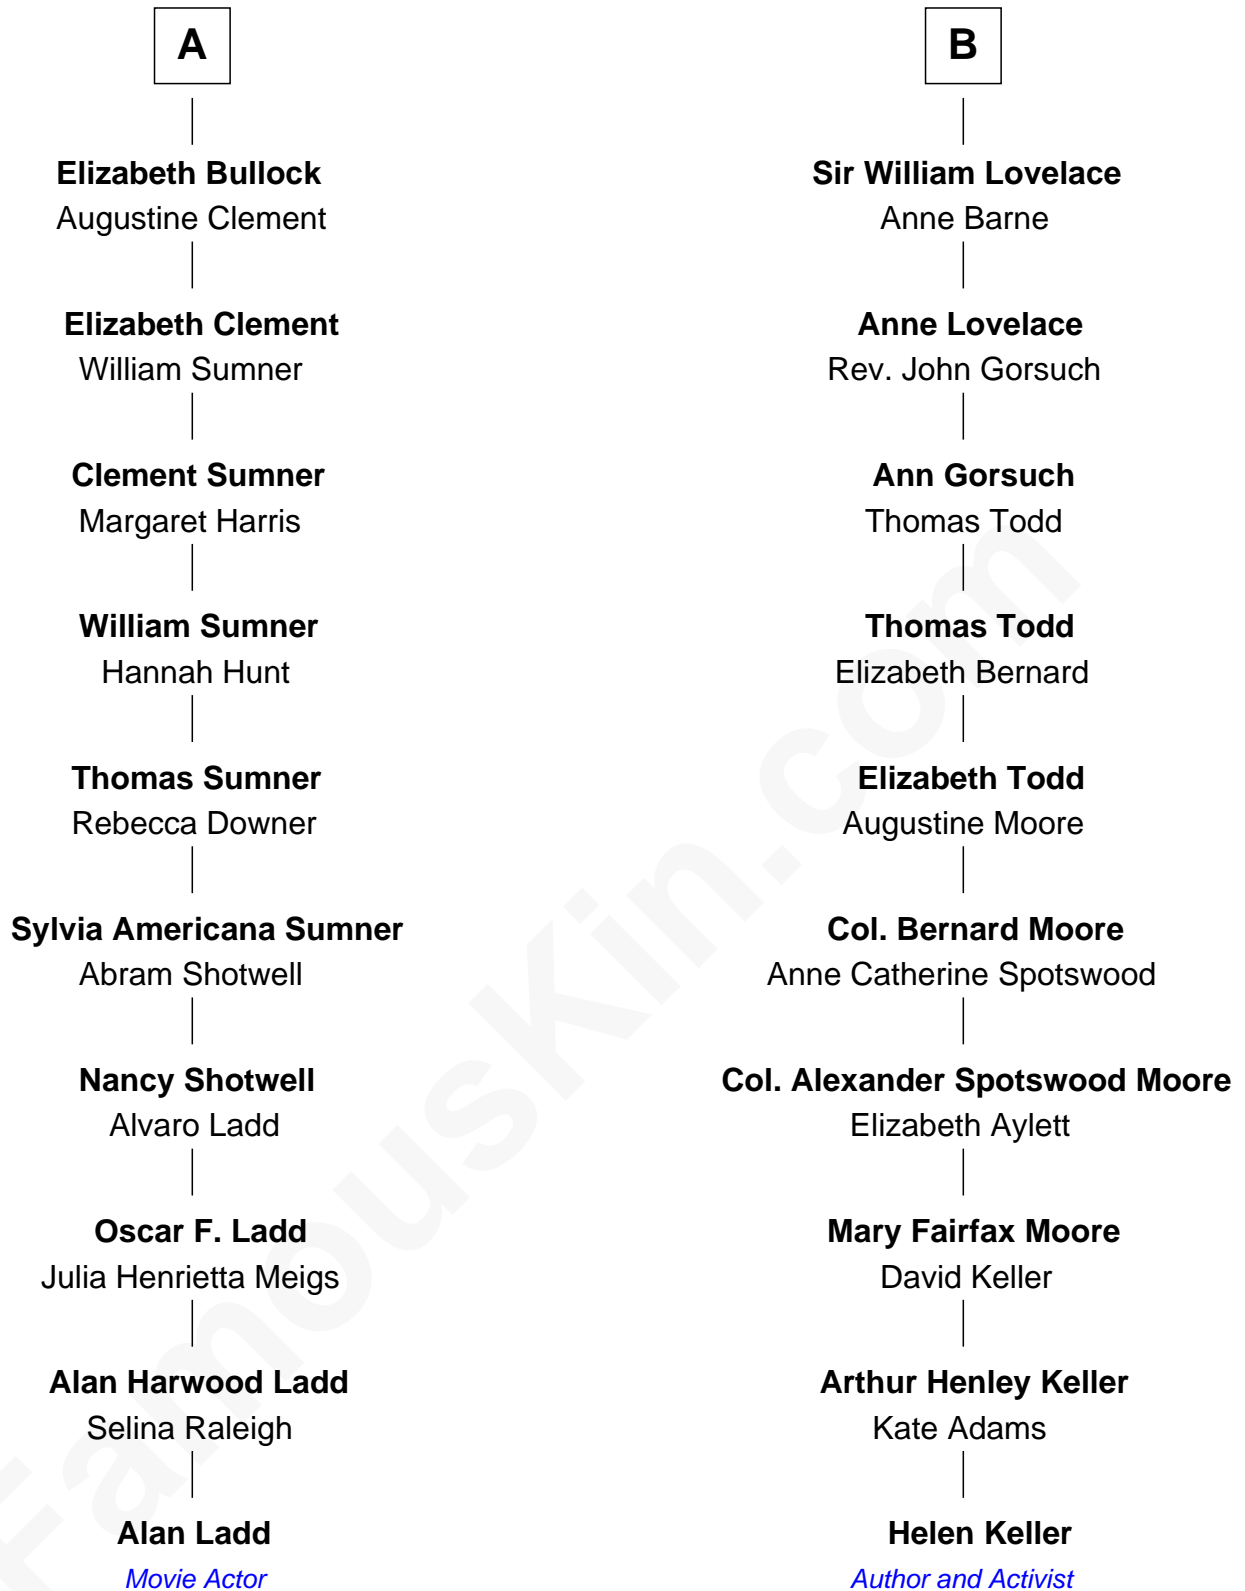 A
Elizabeth Bullock
Augustine Clement
Elizabeth Clement
William Sumner
Clement Sumner
Margaret Harris
William Sumner
Hannah Hunt
Thomas Sumner
Rebecca Downer
Sylvia Americana Sumner
Abram Shotwell
Nancy Shotwell
Alvaro Ladd
Oscar F. Ladd
Julia Henrietta Meigs
Alan Harwood Ladd
Selina Raleigh
Alan Ladd
Movie Actor
B
Sir William Lovelace
Anne Barne
Anne Lovelace
Rev. John Gorsuch
Ann Gorsuch
Thomas Todd
Thomas Todd
Elizabeth Bernard
Elizabeth Todd
Augustine Moore
Col. Bernard Moore
Anne Catherine Spotswood
Col. Alexander Spotswood Moore
Elizabeth Aylett
Mary Fairfax Moore
David Keller
Arthur Henley Keller
Kate Adams
Helen Keller
Author and Activist
FamousKin.com